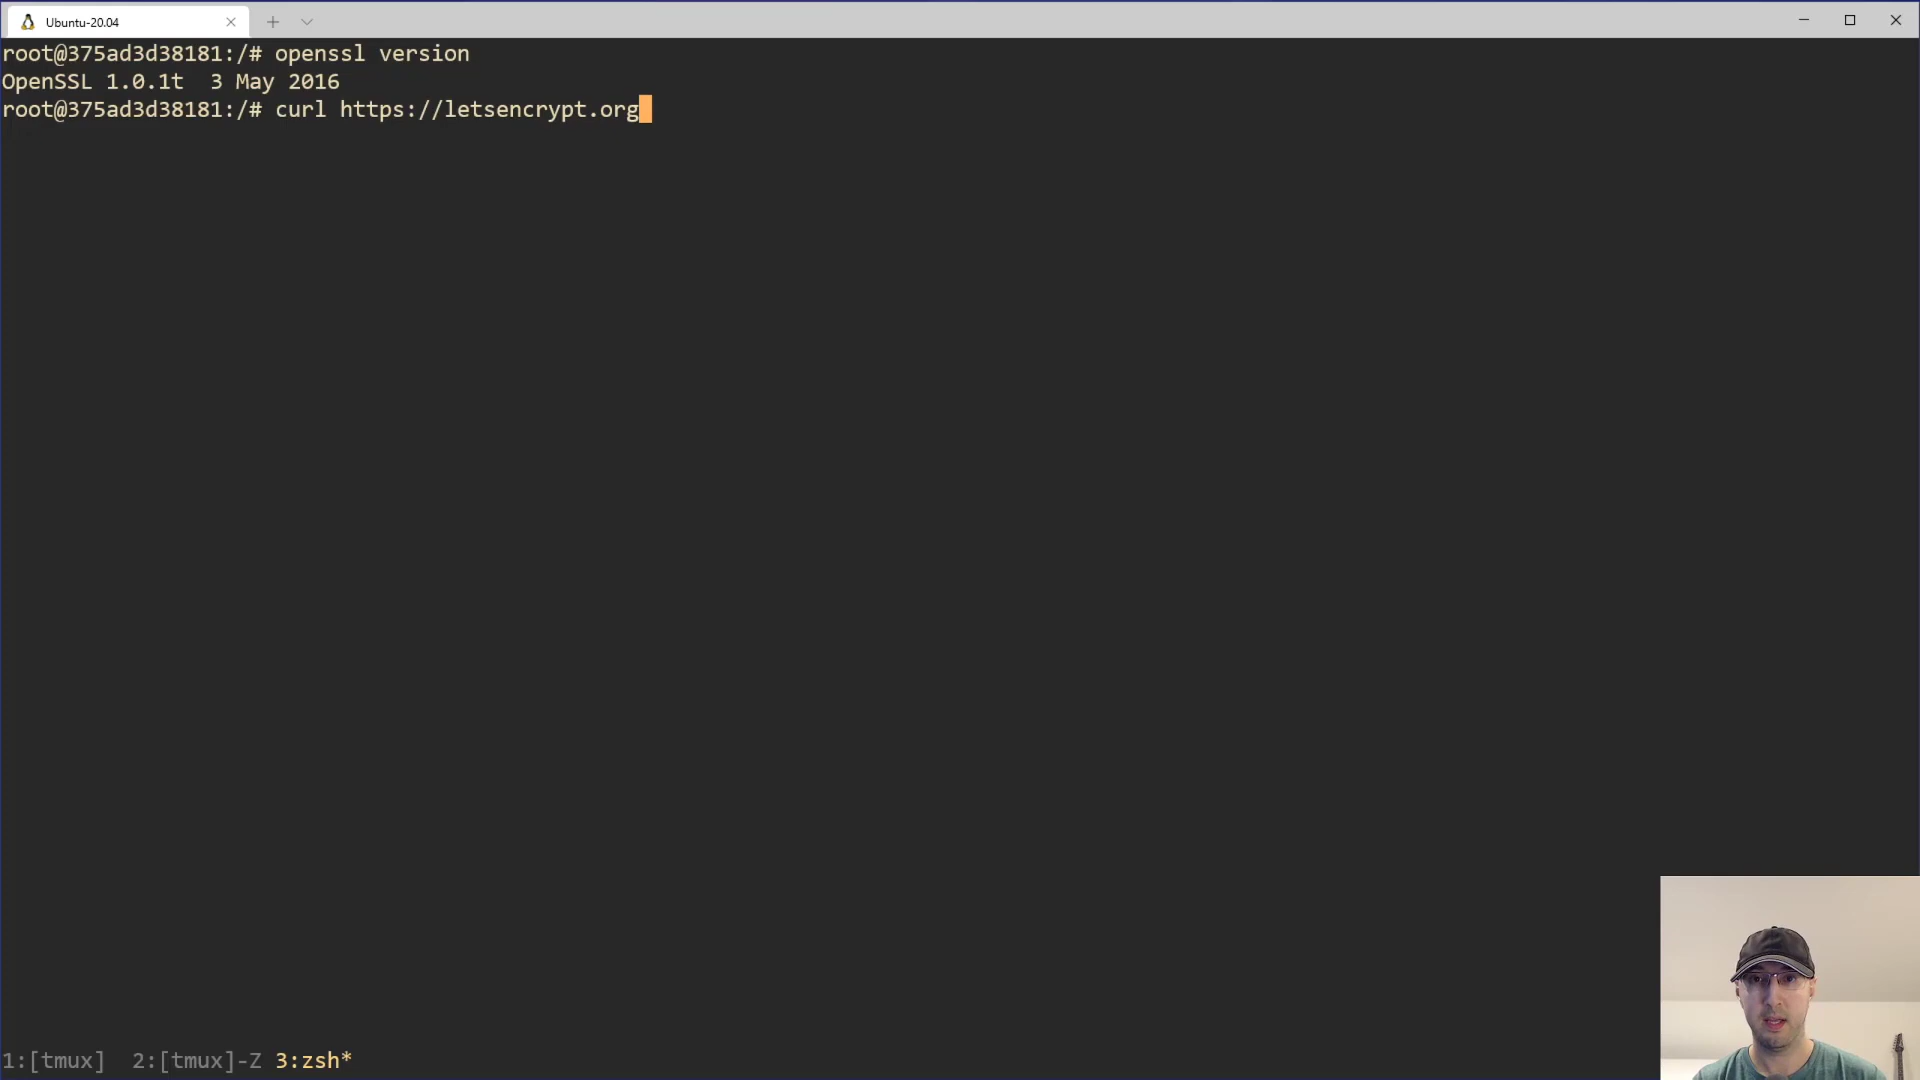 Ubuntu-20.04
root@375ad3d38181:/# openssl version
OpenSSL 1.0.1t  3 May 2016
root@375ad3d38181:/# curl https://letsencrypt.org
1:[tmux]  2:[tmux]-Z 3:zsh*